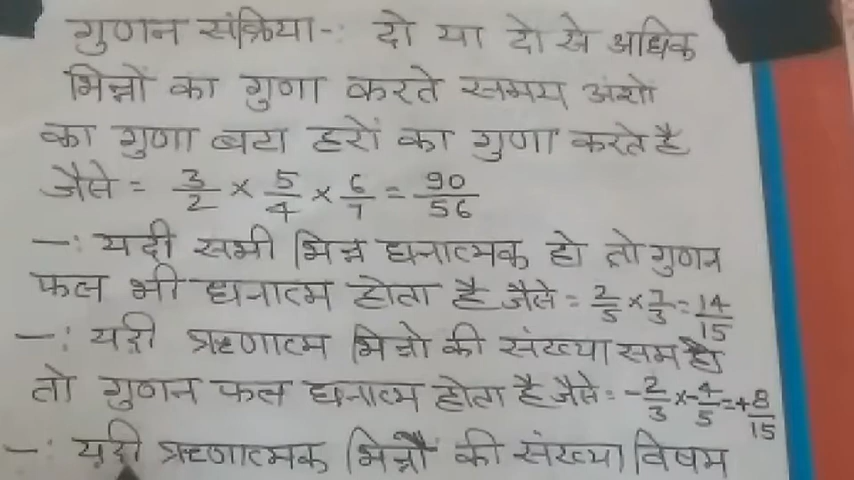 गुणन संक्रिया-: दो या दो से अधिक
भिन्नों का गुणा करते समय अंशो
का गुणा बटा हरों का गुणा करते है
जैसे = 3/2 × 5/4 × 6/7 = 90/56
-: यदी सभी भिन्न धनात्मक हो तो गुणन
फल भी धनात्म होता है जैसे = 2/5 × 7/3 = 14/15
-: यदी ऋणात्म भिन्नो की संख्या सम हो
तो गुणन फल धनात्म होता है जैसे = -2/3 × -4/5 = +8/15
-: यदी ऋणात्मक भिन्नों की संख्या विषम